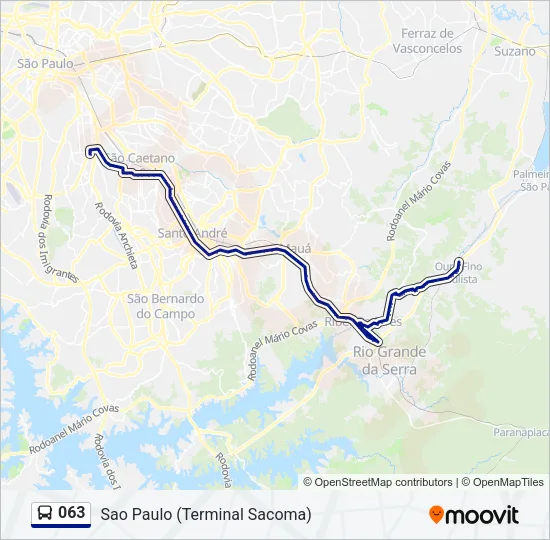 Ferraz de
Vasconcelos
Suzano
São Paulo
São Caetano
Palmei
São Pa
Rodoanel Mário Covas
Rodovia dos Imigrantes
Rodovia Anchieta
Santo André
Mauá
Ouro Fino
Paulista
São Bernardo
do Campo
Ribeirão Pires
Rodoanel Mário Covas
Rio Grande
da Serra
Rodoanel Mário Covas
Rodovia dos I
Rodovia
Paranapiaca
© OpenStreetMap contributors | © OpenMapTiles
063 Sao Paulo (Terminal Sacoma)
moovit